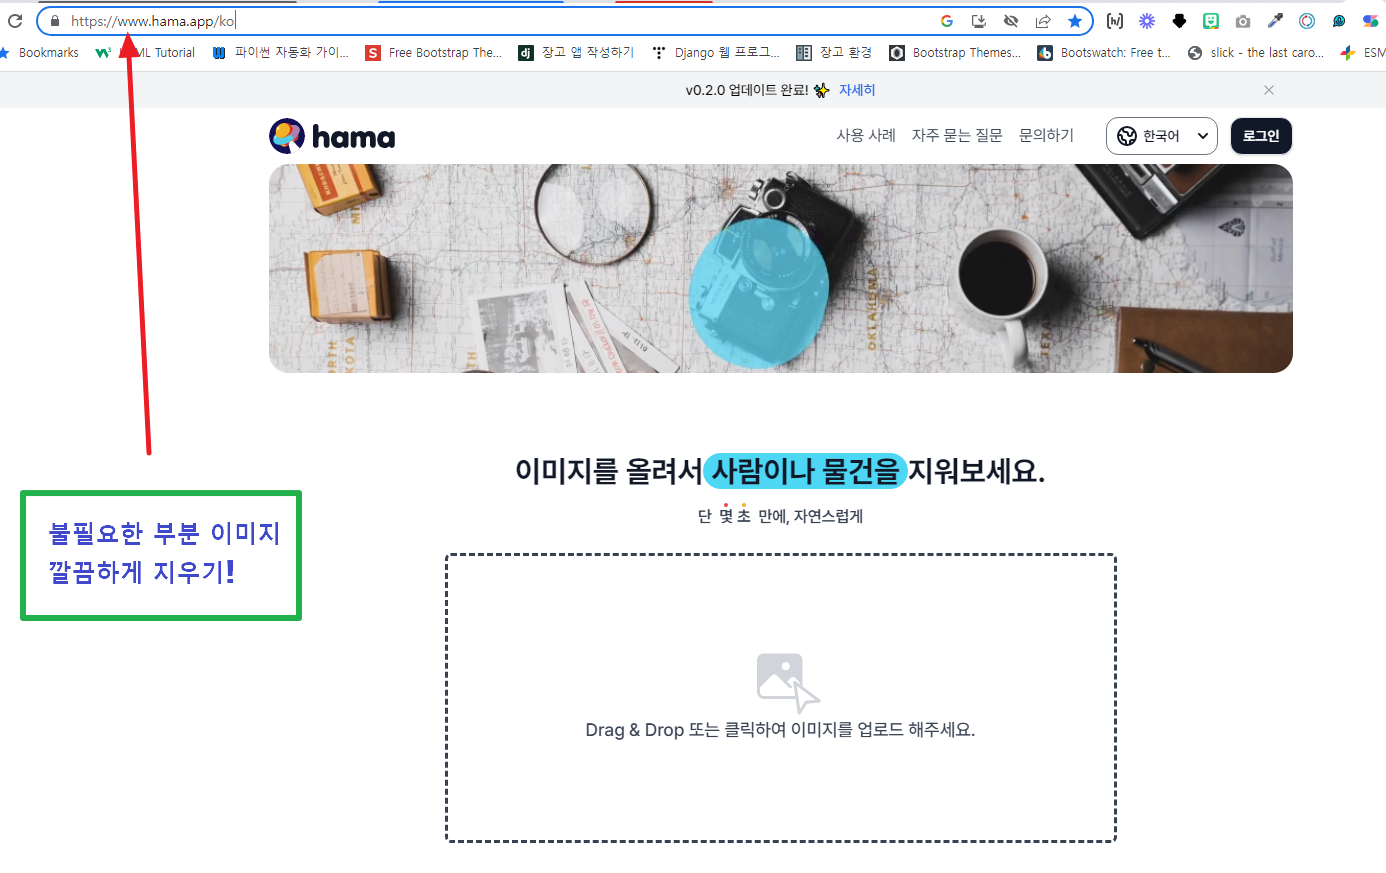 https://www.hama.app/ko
Bookmarks ML Tutorial 파이썬 자동화 가이... Free Bootstrap The... dj 장고 앱 작성하기 Django 웹 프로그... 장고 환경 Bootstrap Themes... Bootswatch: Free t... slick - the last caro... ESM
v0.2.0 업데이트 완료! ✨ 자세히
hama 사용 사례 자주 묻는 질문 문의하기 한국어 로그인
OKLAHOMA
이미지를 올려서 사람이나 물건을 지워보세요.
단 몇 초 만에, 자연스럽게
불필요한 부분 이미지
깔끔하게 지우기!
Drag & Drop 또는 클릭하여 이미지를 업로드 해주세요.